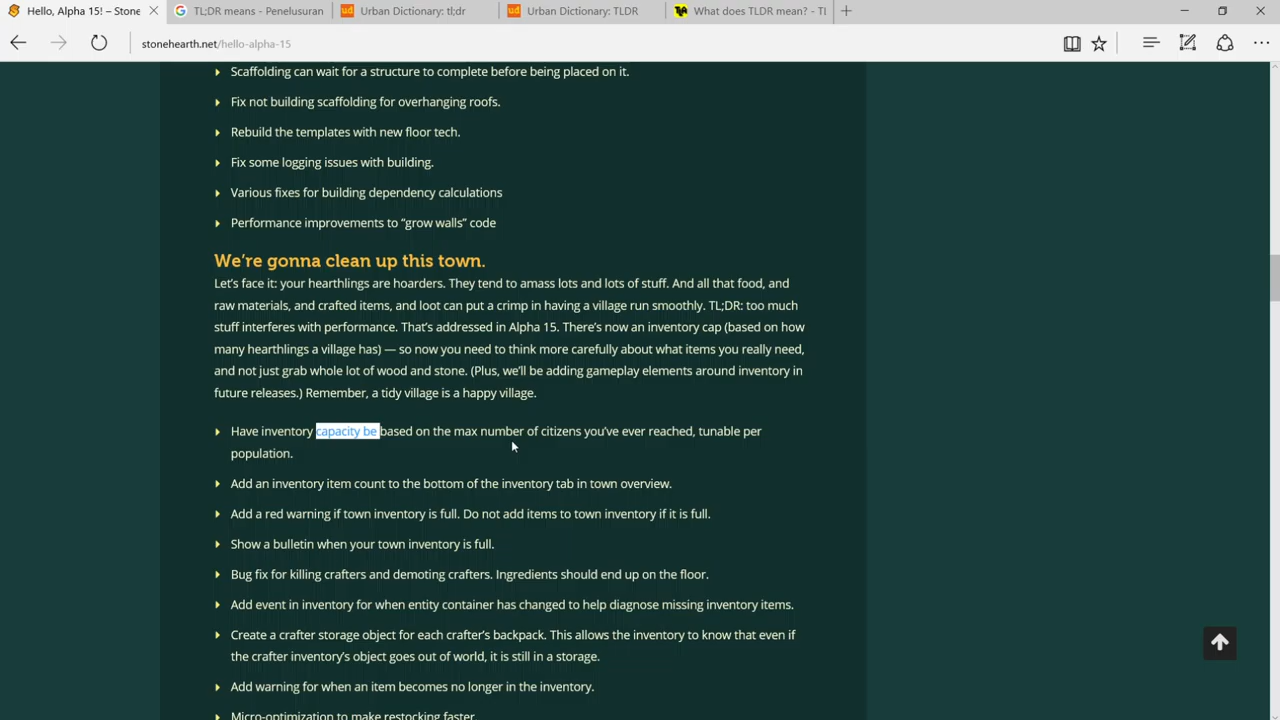 Hello, Alpha 15! – Stone
TL;DR means - Penelusuran
Urban Dictionary: tl;dr
Urban Dictionary: TLDR
What does TLDR mean? - TI
stonehearth.net/hello-alpha-15
Scaffolding can wait for a structure to complete before being placed on it.
Fix not building scaffolding for overhanging roofs.
Rebuild the templates with new floor tech.
Fix some logging issues with building.
Various fixes for building dependency calculations
Performance improvements to “grow walls” code
We’re gonna clean up this town.
Let’s face it: your hearthlings are hoarders. They tend to amass lots and lots of stuff. And all that food, and
raw materials, and crafted items, and loot can put a crimp in having a village run smoothly. TL;DR: too much
stuff interferes with performance. That’s addressed in Alpha 15. There’s now an inventory cap (based on how
many hearthlings a village has) — so now you need to think more carefully about what items you really need,
and not just grab whole lot of wood and stone. (Plus, we’ll be adding gameplay elements around inventory in
future releases.) Remember, a tidy village is a happy village.
Have inventory capacity be based on the max number of citizens you’ve ever reached, tunable per
population.
Add an inventory item count to the bottom of the inventory tab in town overview.
Add a red warning if town inventory is full. Do not add items to town inventory if it is full.
Show a bulletin when your town inventory is full.
Bug fix for killing crafters and demoting crafters. Ingredients should end up on the floor.
Add event in inventory for when entity container has changed to help diagnose missing inventory items.
Create a crafter storage object for each crafter’s backpack. This allows the inventory to know that even if
the crafter inventory’s object goes out of world, it is still in a storage.
Add warning for when an item becomes no longer in the inventory.
Micro-optimization to make restocking faster